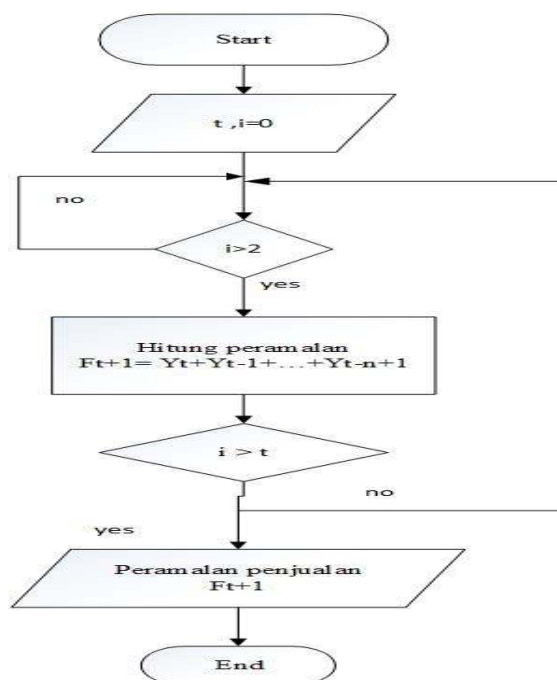 Start
t ,i=0
no
i>2
yes
Hitung peramalan
Ft+1= Yt+Yt-1+...+Yt-n+1
i > t
no
yes
Peramalan penjualan
Ft+1
End